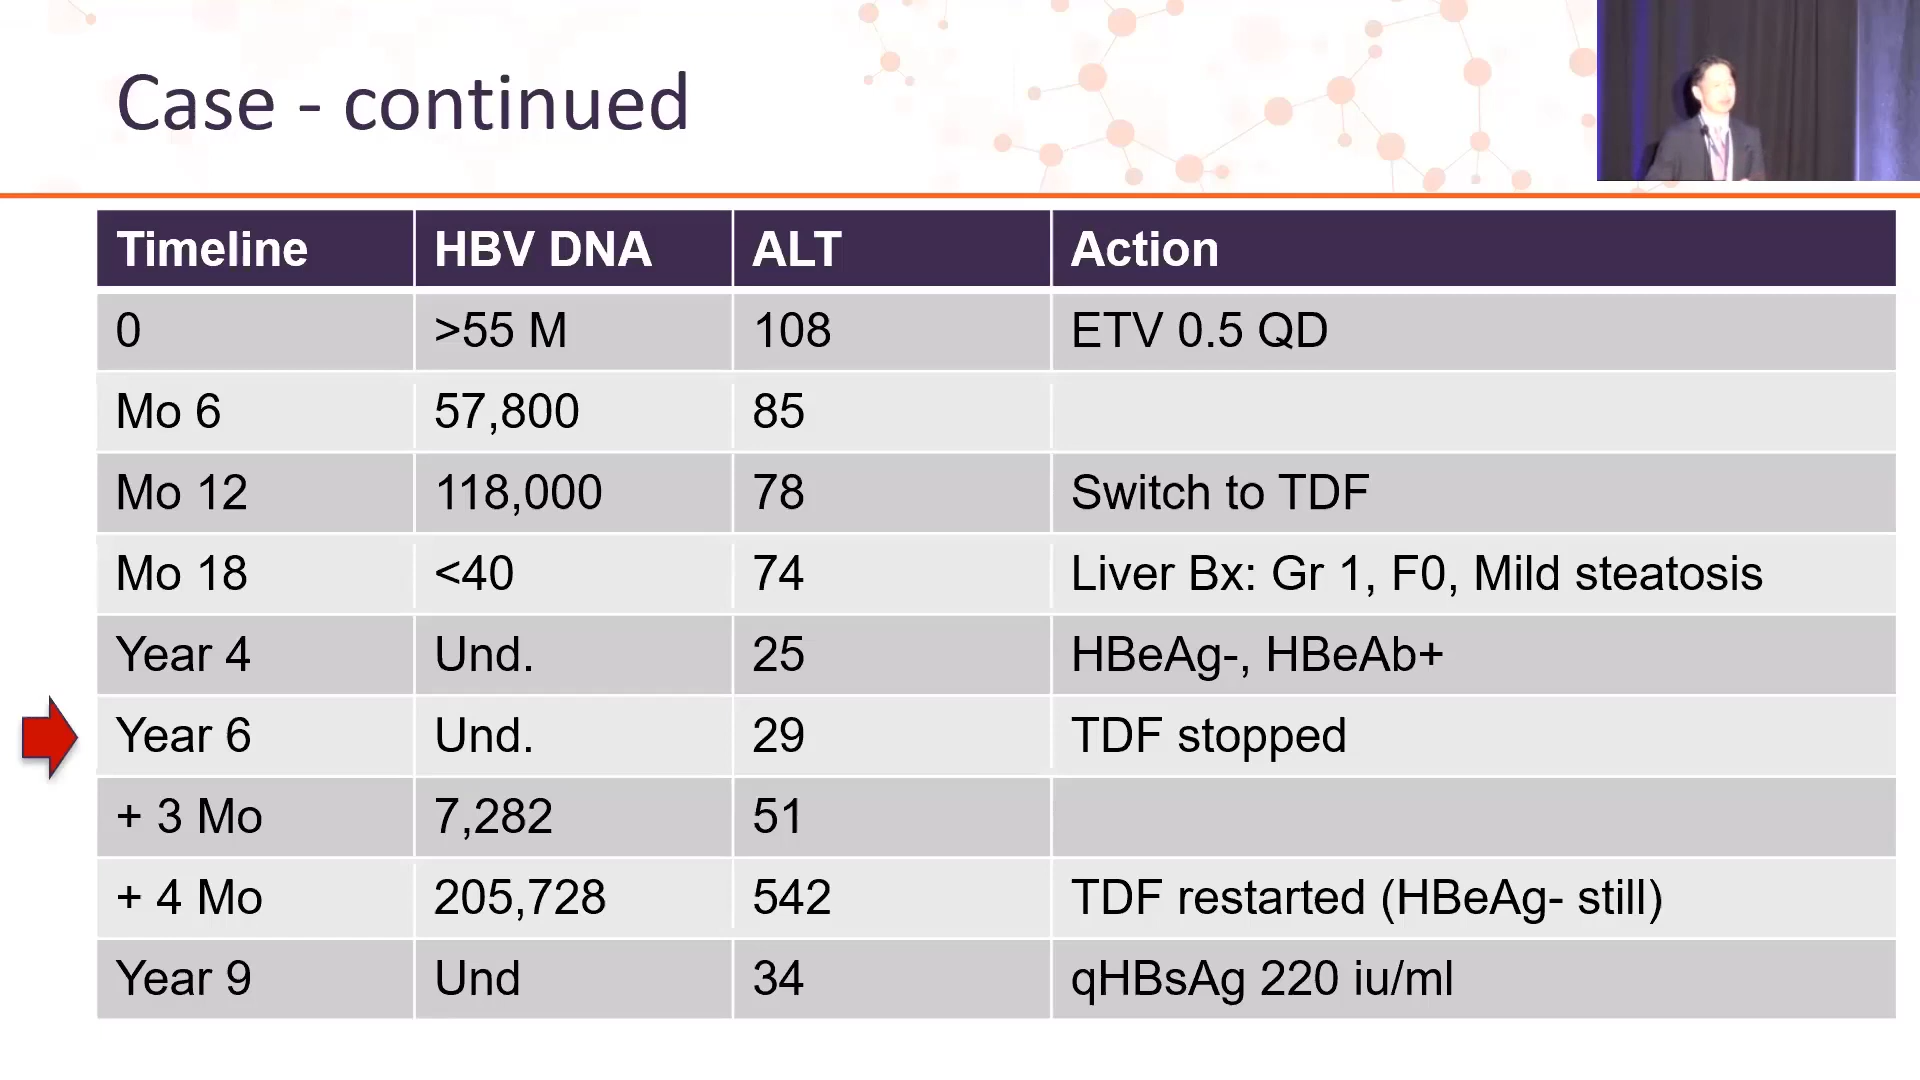 Case - continued
Timeline HBV DNA ALT Action
0 >55 M 108 ETV 0.5 QD
Mo 6 57,800 85
Mo 12 118,000 78 Switch to TDF
Mo 18 <40 74 Liver Bx: Gr 1, F0, Mild steatosis
Year 4 Und. 25 HBeAg-, HBeAb+
Year 6 Und. 29 TDF stopped
+ 3 Mo 7,282 51
+ 4 Mo 205,728 542 TDF restarted (HBeAg- still)
Year 9 Und 34 qHBsAg 220 iu/ml